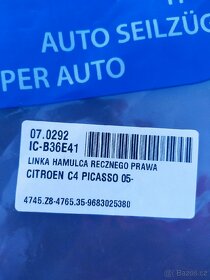 AUTO SEILZÜG
PER AUTO
07.0292
IC-B36E41
LINKA HAMULCA RECZNEGO PRAWA
CITROEN C4 PICASSO 05-
4745.Z8-4765.35-9683025380